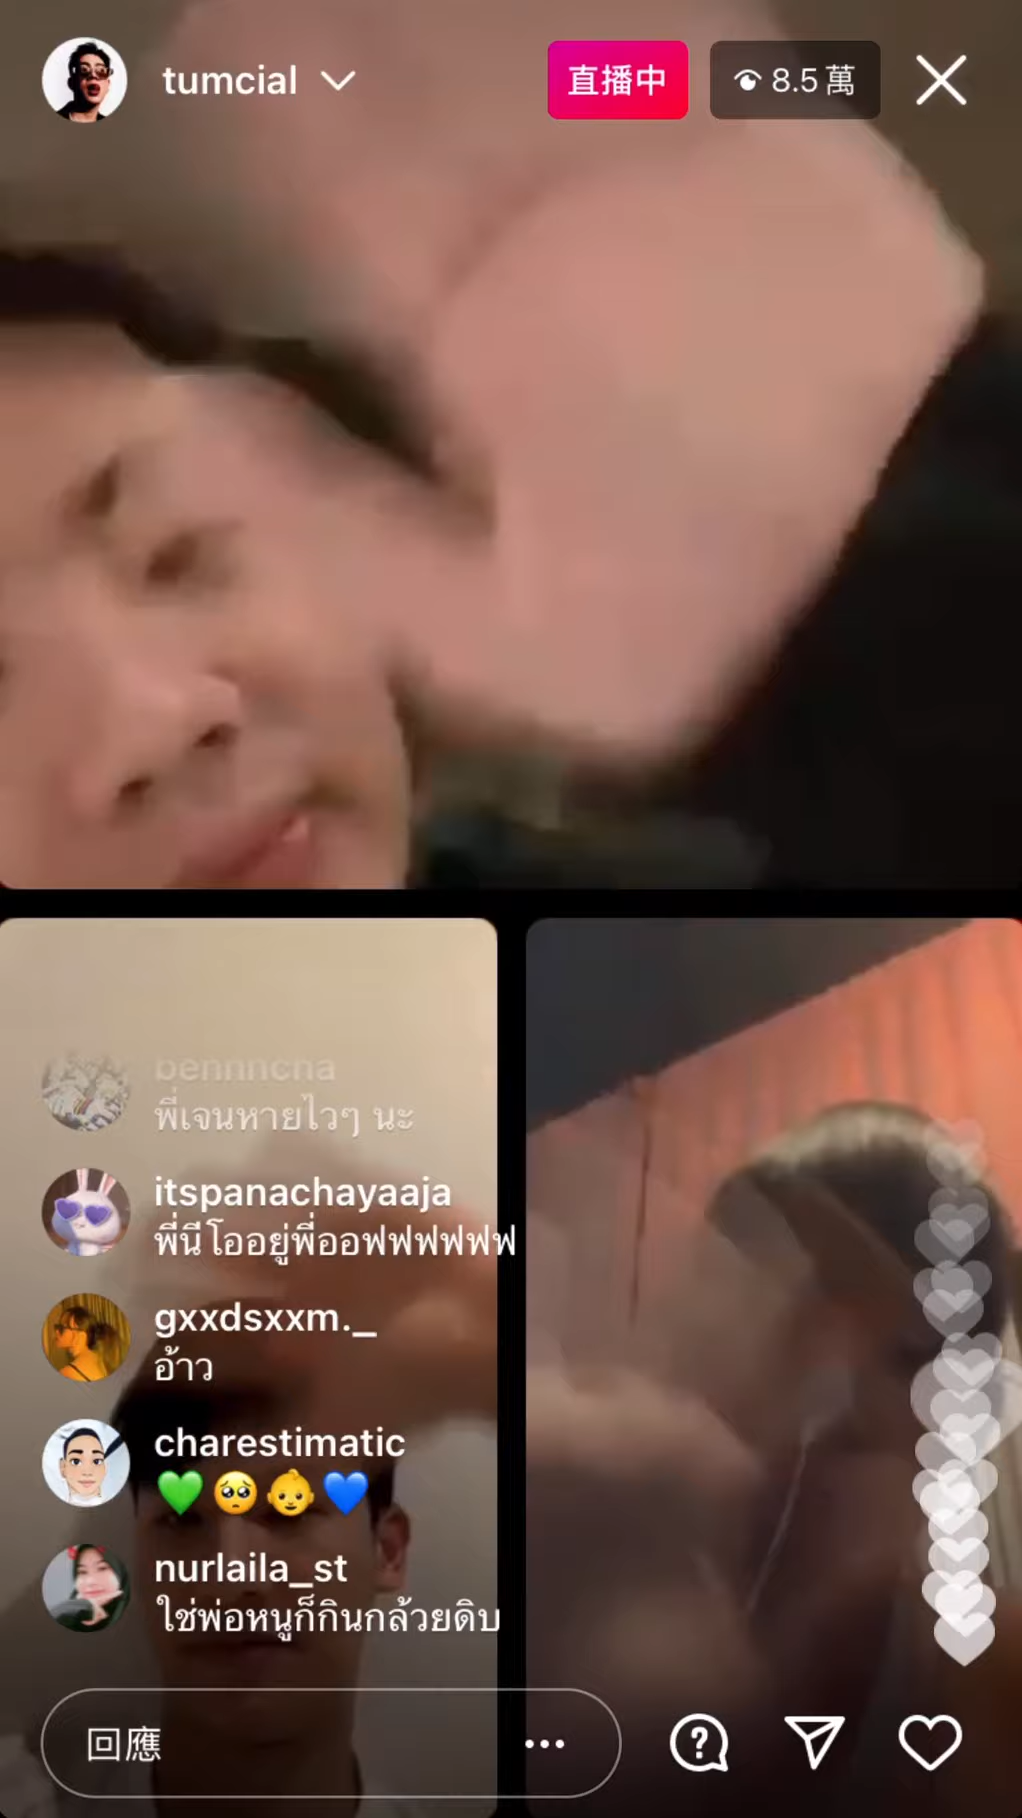 tumcial
直播中
8.5萬
bennncha
พี่เจนหายไวๆ นะ
itspanachayaaja
พี่นีโออยู่พี่ออฟฟฟฟฟฟ
gxxdsxxm._
อ้าว
charestimatic
💚🥺👶💙
nurlaila_st
ใช่พ่อหนูก็กินกล้วยดิบ
回應